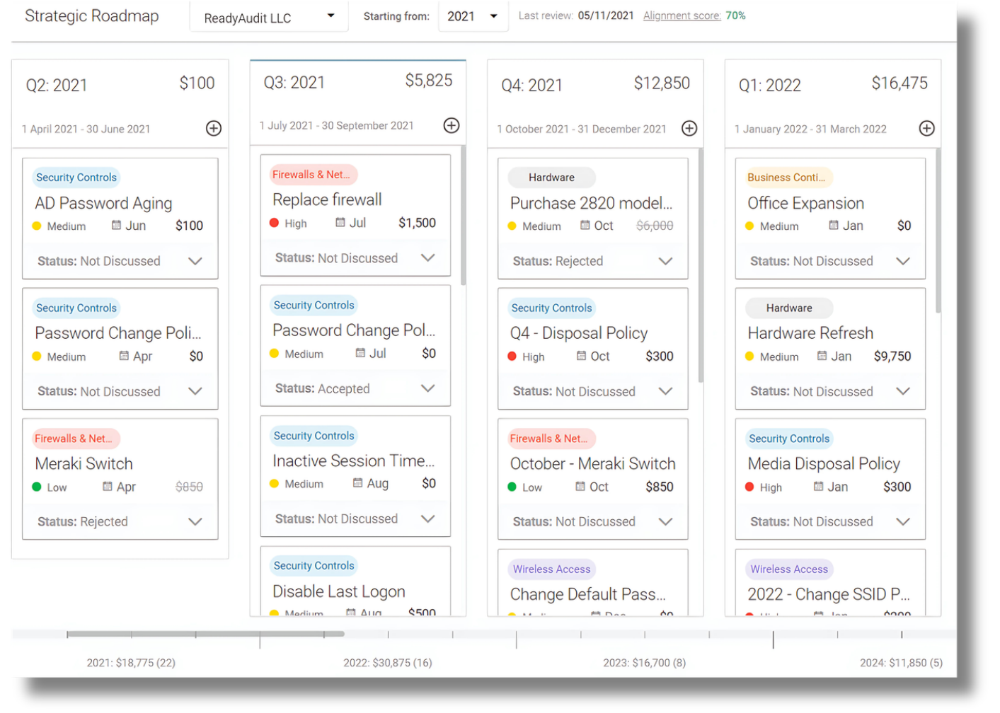 Strategic Roadmap ReadyAudit LLC Starting from: 2021 Last review: 05/11/2021 Alignment score: 70%
Q2: 2021 $100
1 April 2021 - 30 June 2021
Security Controls
AD Password Aging
Medium Jun $100
Status: Not Discussed
Security Controls
Password Change Poli...
Medium Apr $0
Status: Not Discussed
Firewalls & Net...
Meraki Switch
Low Apr $850
Status: Rejected
Q3: 2021 $5,825
1 July 2021 - 30 September 2021
Firewalls & Net...
Replace firewall
High Jul $1,500
Status: Not Discussed
Security Controls
Password Change Pol...
Medium Jul $0
Status: Accepted
Security Controls
Inactive Session Time...
Medium Aug $0
Status: Not Discussed
Security Controls
Disable Last Logon
Medium Aug $500
Q4: 2021 $12,850
1 October 2021 - 31 December 2021
Hardware
Purchase 2820 model...
Medium Oct $6,000
Status: Rejected
Security Controls
Q4 - Disposal Policy
High Oct $300
Status: Not Discussed
Firewalls & Net...
October - Meraki Switch
Low Oct $850
Status: Not Discussed
Wireless Access
Change Default Pass...
Q1: 2022 $16,475
1 January 2022 - 31 March 2022
Business Conti...
Office Expansion
Medium Jan $0
Status: Not Discussed
Hardware
Hardware Refresh
Medium Jan $9,750
Status: Not Discussed
Security Controls
Media Disposal Policy
High Jan $300
Status: Not Discussed
Wireless Access
2022 - Change SSID P...
2021: $18,775 (22) 2022: $30,875 (16) 2023: $16,700 (8) 2024: $11,850 (5)